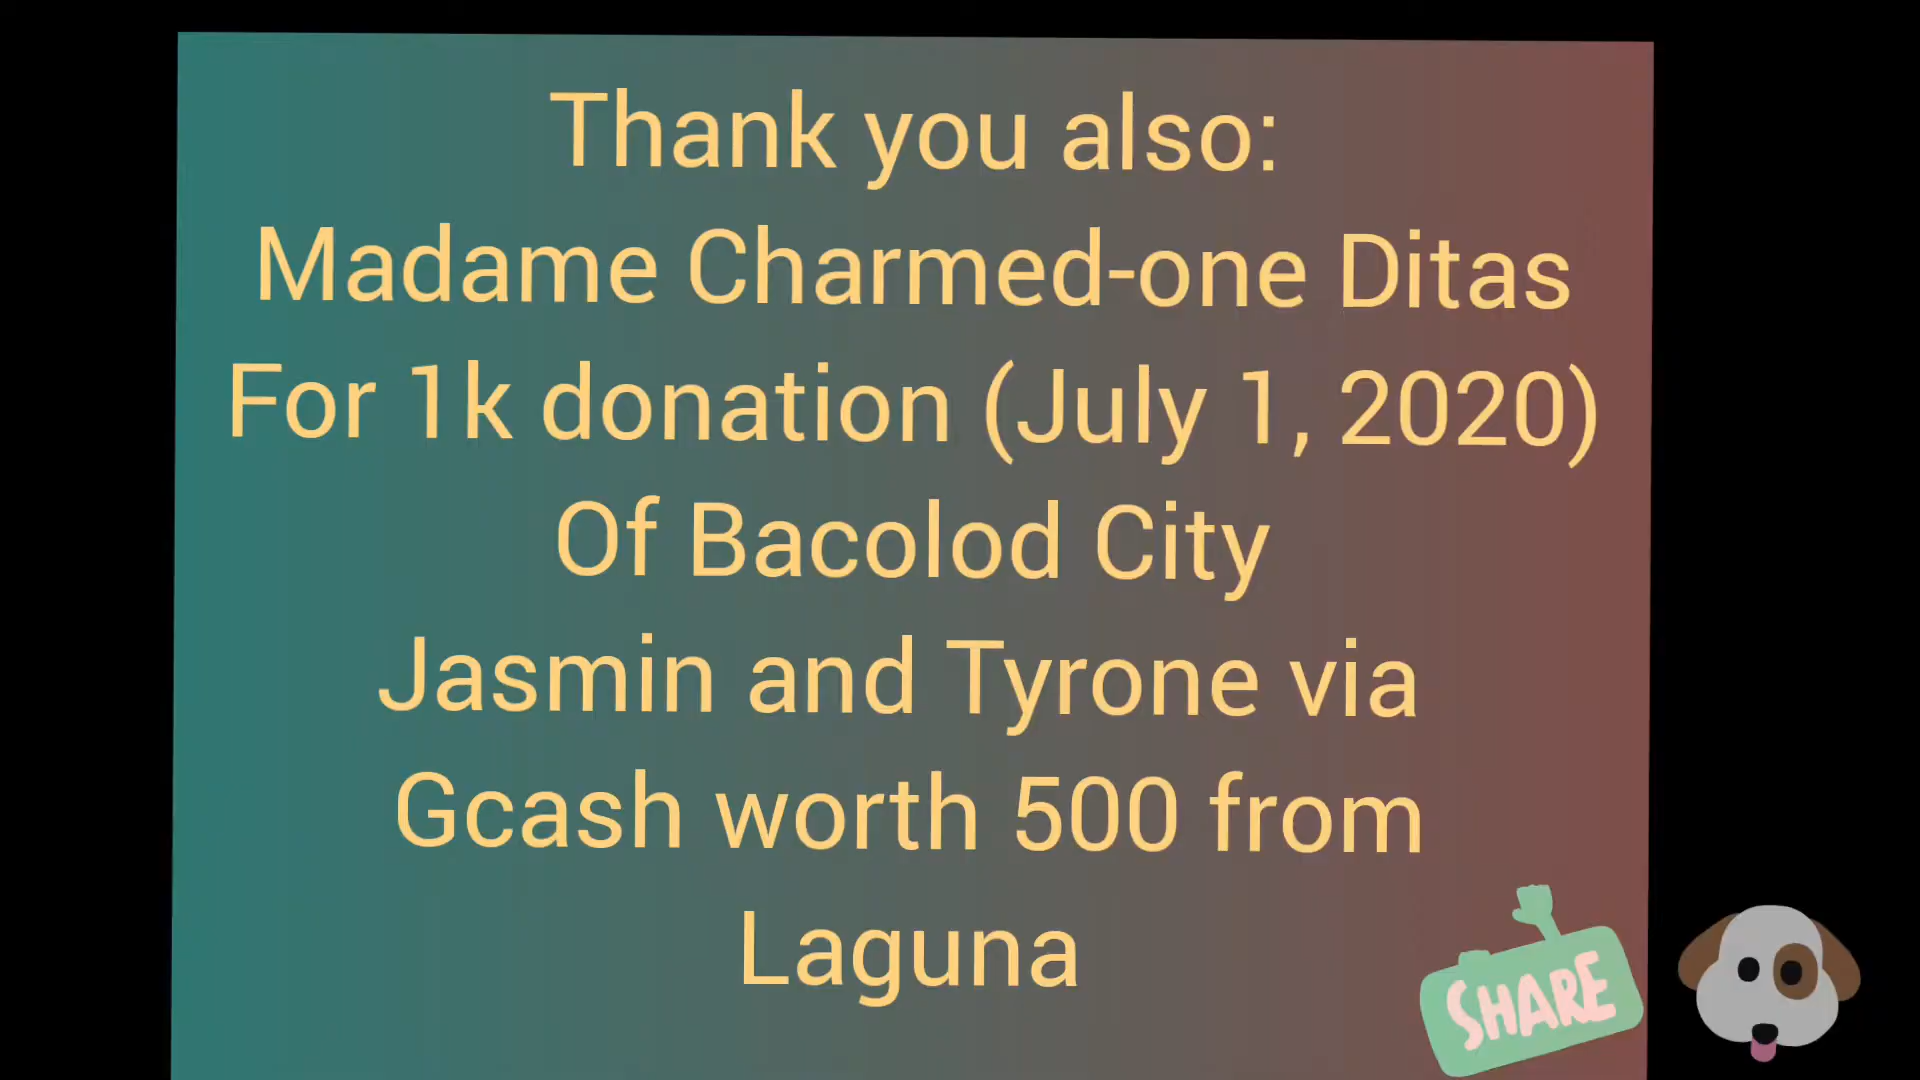 Thank you also:
Madame Charmed-one Ditas
For 1k donation (July 1, 2020)
Of Bacolod City
Jasmin and Tyrone via
Gcash worth 500 from
Laguna
SHARE